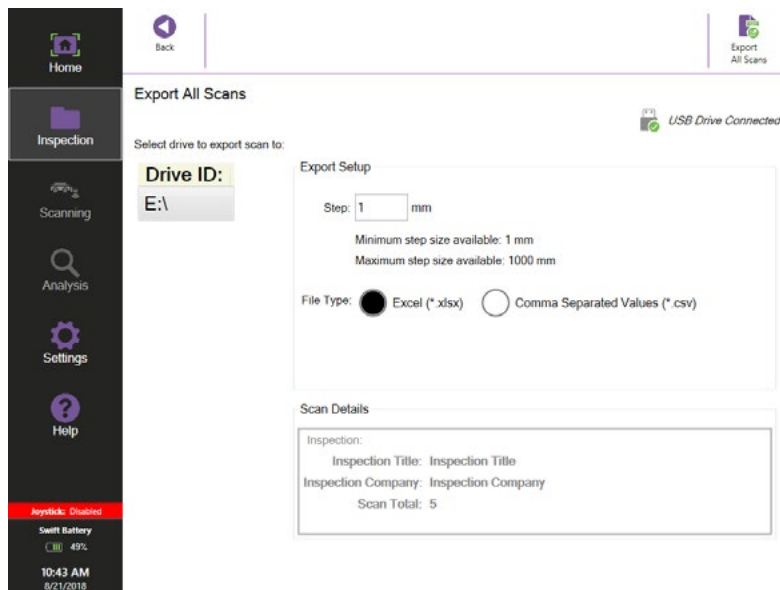 Home
Inspection
Scanning
Analysis
Settings
Help
Joystick: Disabled
Swift Battery
49%
10:43 AM
8/21/2018
Back
Export
All Scans
Export All Scans
USB Drive Connected
Select drive to export scan to:
Drive ID:
E:\
Export Setup
Step: 1 mm
Minimum step size available: 1 mm
Maximum step size available: 1000 mm
File Type: Excel (*.xlsx) Comma Separated Values (*.csv)
Scan Details
Inspection:
Inspection Title: Inspection Title
Inspection Company: Inspection Company
Scan Total: 5